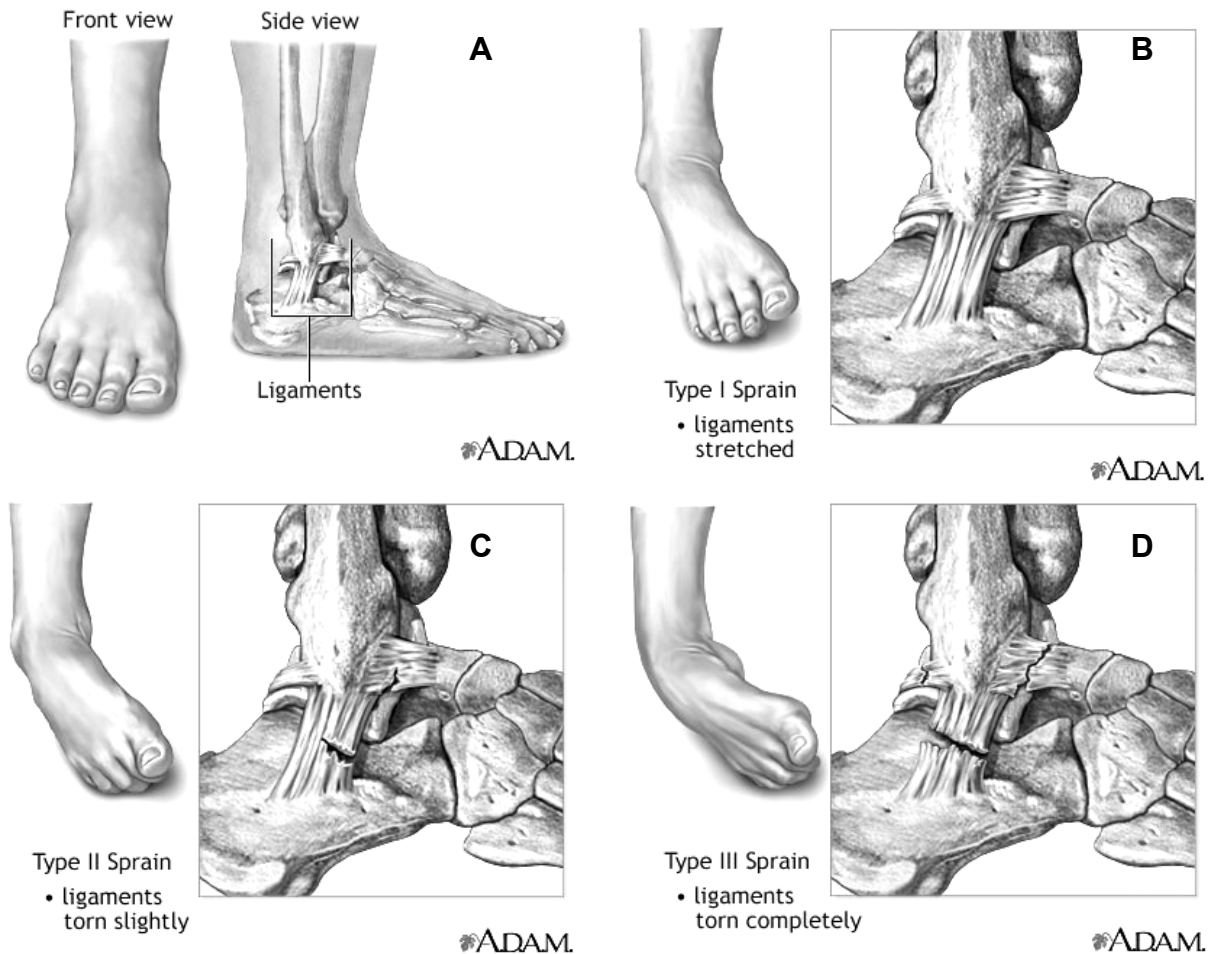 Front view
Side view
A
Ligaments
A.D.A.M.
B
Type I Sprain
• ligaments
stretched
A.D.A.M.
C
Type II Sprain
• ligaments
torn slightly
A.D.A.M.
D
Type III Sprain
• ligaments
torn completely
A.D.A.M.